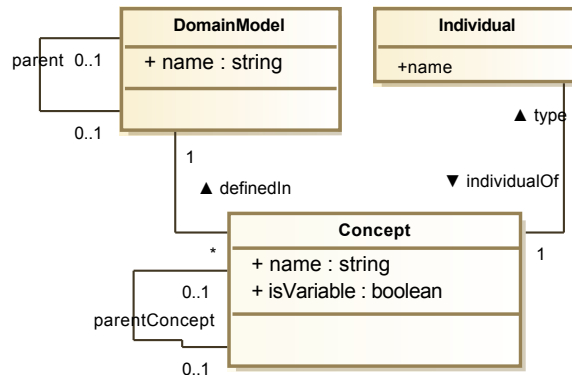 DomainModel
+ name : string
parent 0..1
0..1
Individual
+name
▲ type
▼ individualOf
1
1
▲ definedIn
*
Concept
+ name : string
+ isVariable : boolean
0..1
parentConcept
0..1